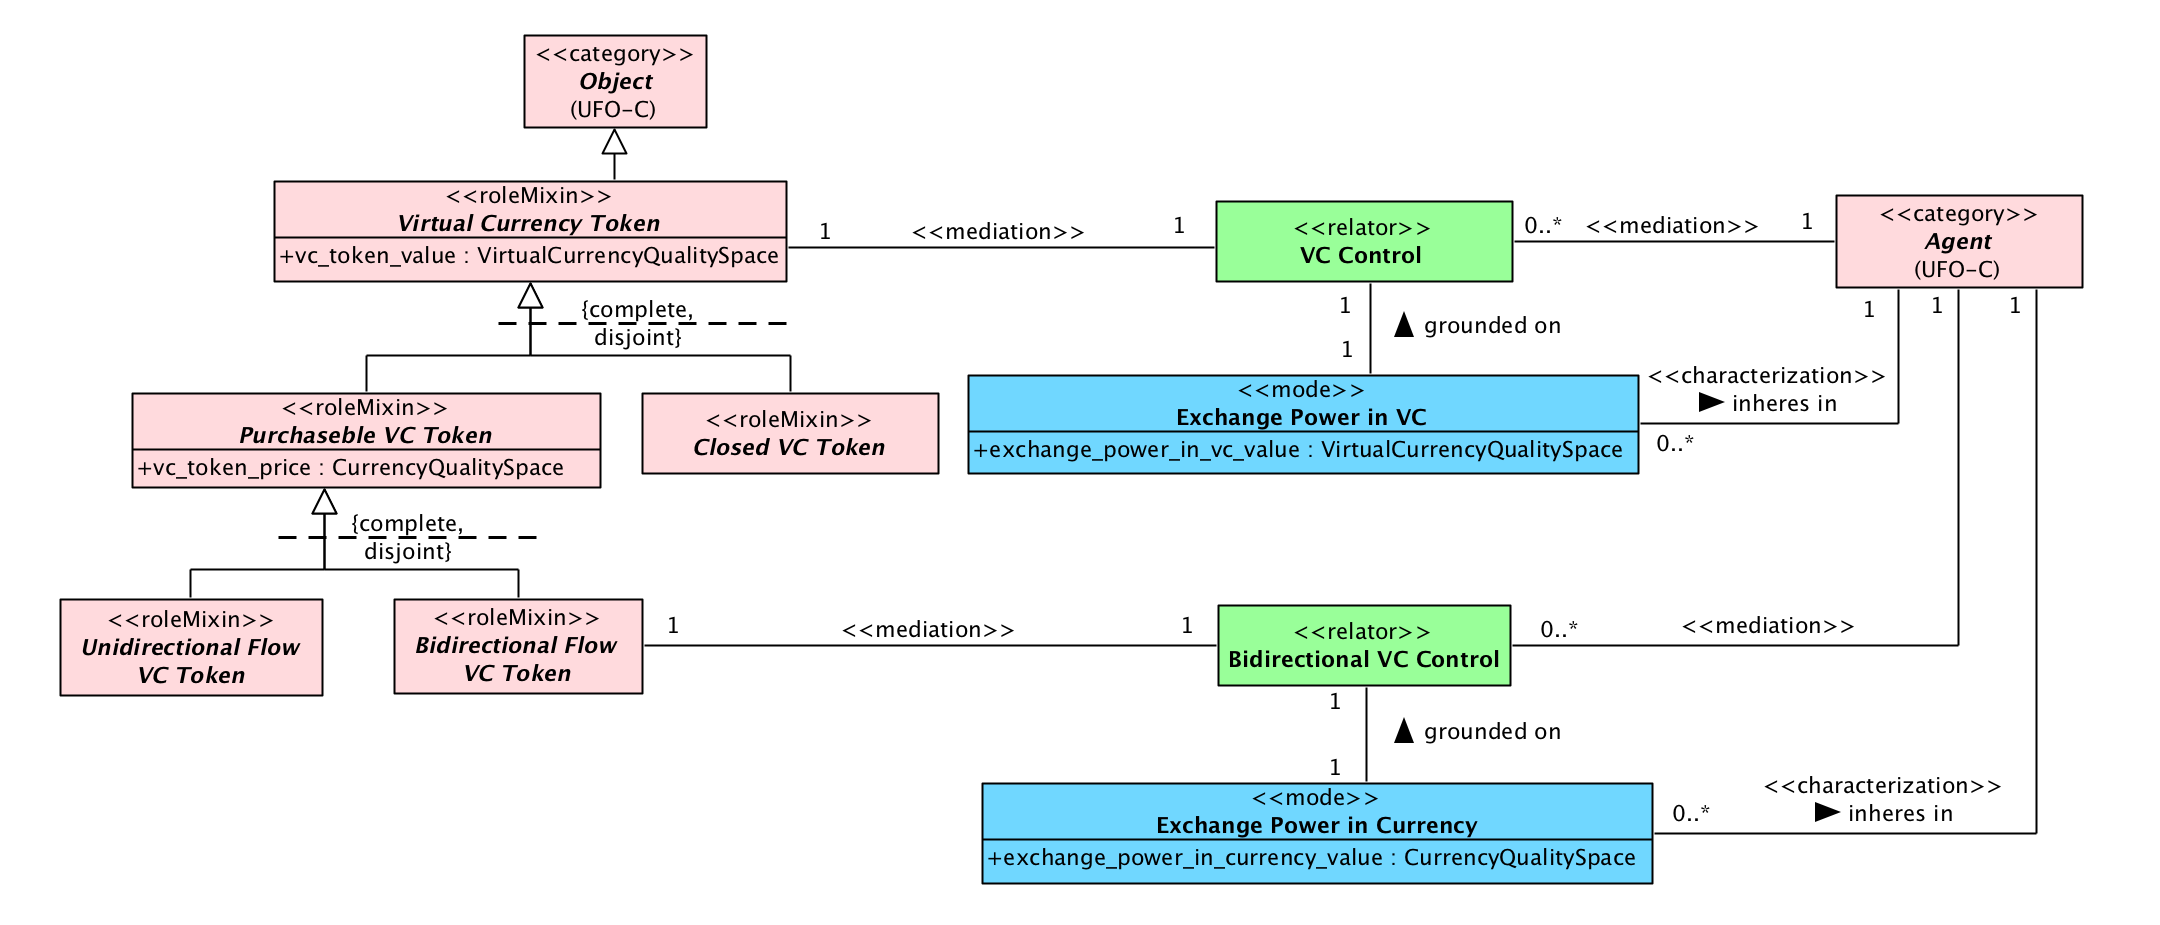 <<category>>
Object
(UFO-C)
<<roleMixin>>
Virtual Currency Token
+vc_token_value : VirtualCurrencyQualitySpace
1
<<mediation>>
1
<<relator>>
VC Control
0..*
<<mediation>>
1
<<category>>
Agent
(UFO-C)
{complete,
disjoint}
1
grounded on
1
1
1
1
<<roleMixin>>
Purchaseble VC Token
+vc_token_price : CurrencyQualitySpace
<<roleMixin>>
Closed VC Token
<<mode>>
Exchange Power in VC
+exchange_power_in_vc_value : VirtualCurrencyQualitySpace
<<characterization>>
inheres in
0..*
{complete,
disjoint}
<<roleMixin>>
Unidirectional Flow
VC Token
<<roleMixin>>
Bidirectional Flow
VC Token
1
<<mediation>>
1
<<relator>>
Bidirectional VC Control
0..*
<<mediation>>
1
grounded on
1
<<mode>>
Exchange Power in Currency
+exchange_power_in_currency_value : CurrencyQualitySpace
<<characterization>>
inheres in
0..*